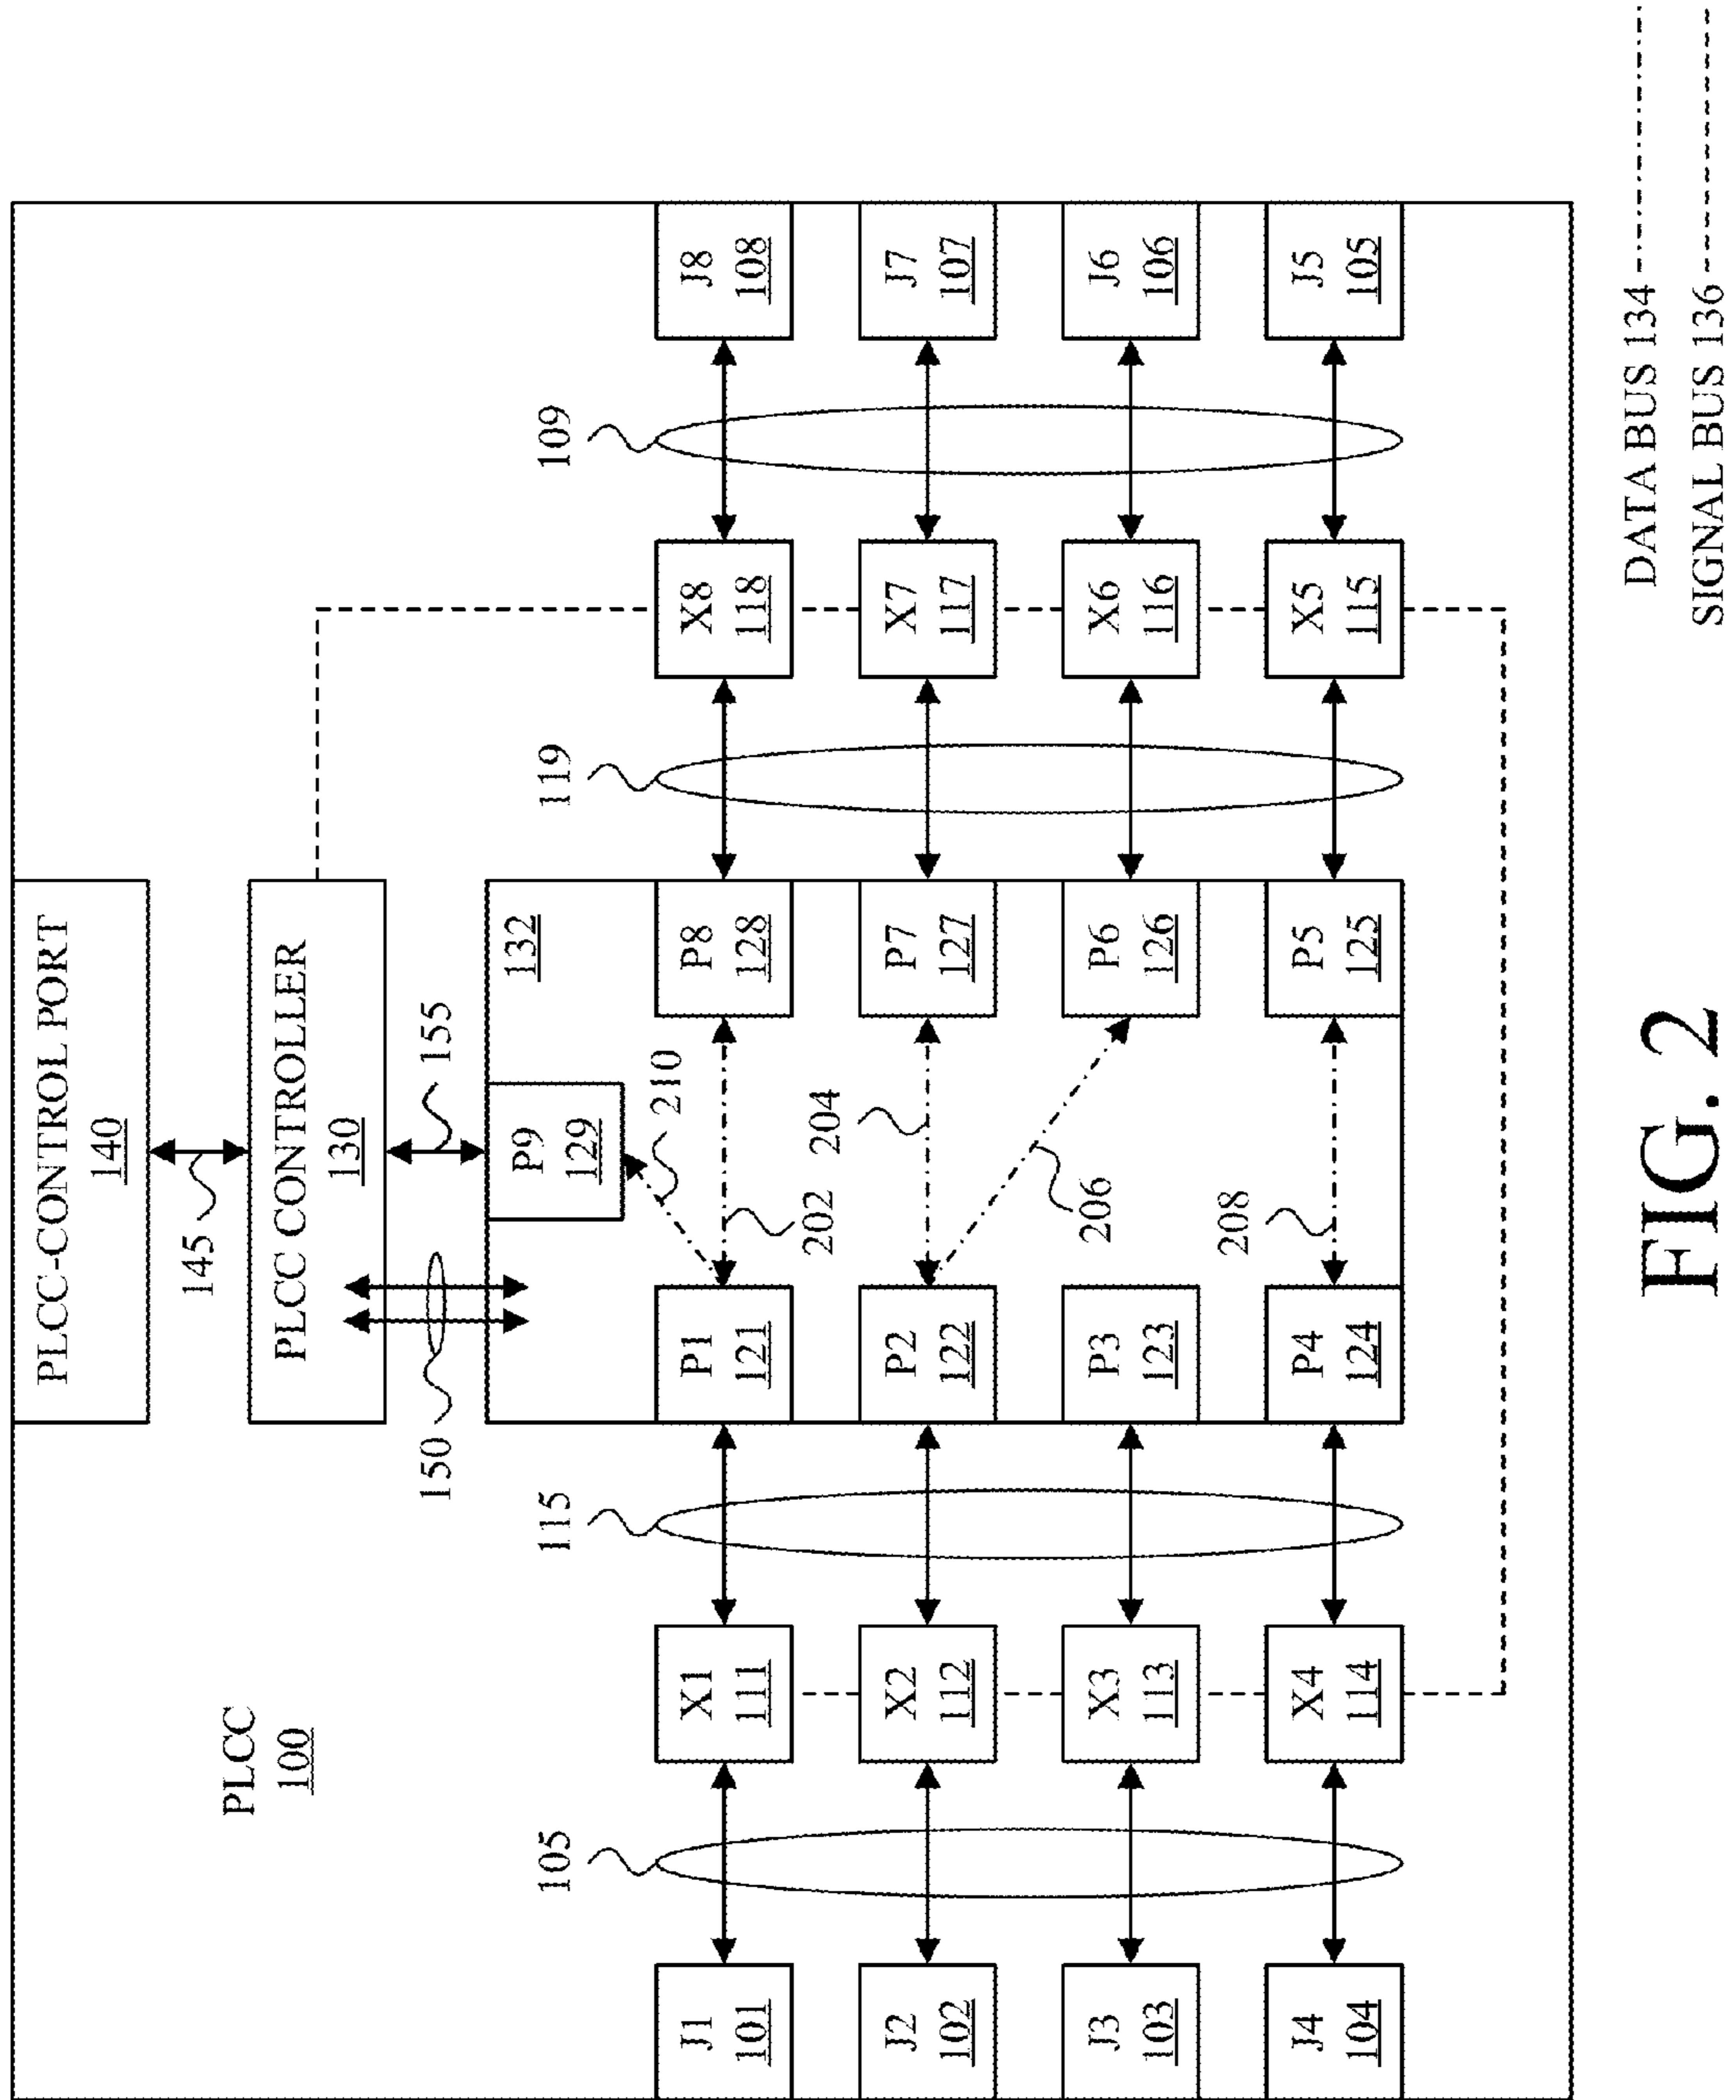 PLCC-CONTROL PORT
140
145
PLCC CONTROLLER
130
150
155
PLCC
100
132
P9
129
210
105
115
119
109
J1
101
X1
111
P1
121
202
P8
128
X8
118
J8
108
J2
102
X2
112
P2
122
204
P7
127
X7
117
J7
107
J3
103
X3
113
P3
123
206
P6
126
X6
116
J6
106
J4
104
X4
114
P4
124
208
P5
125
X5
115
J5
105
DATA BUS 134
SIGNAL BUS 136
FIG. 2